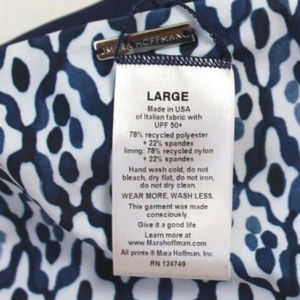 MARA HOFFMAN
LARGE
Made in USA
of Italian fabric with
UPF 50+
78% recycled polyester
+ 22% spandex
lining: 78% recycled nylon
+ 22% spandex
Hand wash cold, do not
bleach, dry flat, do not iron,
do not dry clean.
WEAR MORE, WASH LESS.
This garment was made
consciously.
Give it a good life.
Learn more at
www.Marahoffman.com
All prints ® Mara Hoffman, Inc.
RN 124749